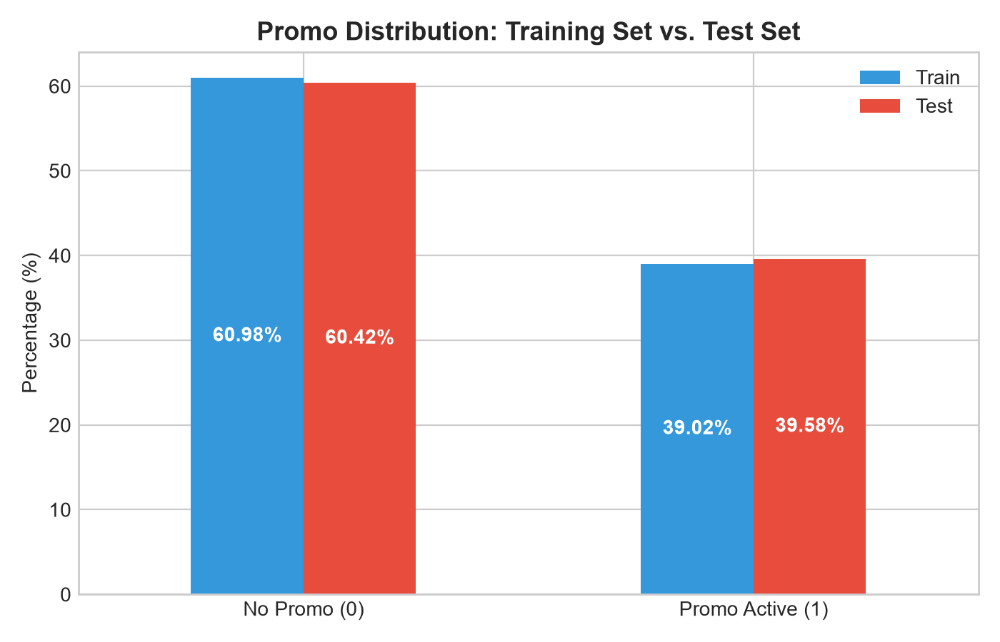 Promo Distribution: Training Set vs. Test Set
Train
Test
Percentage (%)
60
50
40
30
20
10
0
60.98%
60.42%
39.02%
39.58%
No Promo (0)
Promo Active (1)